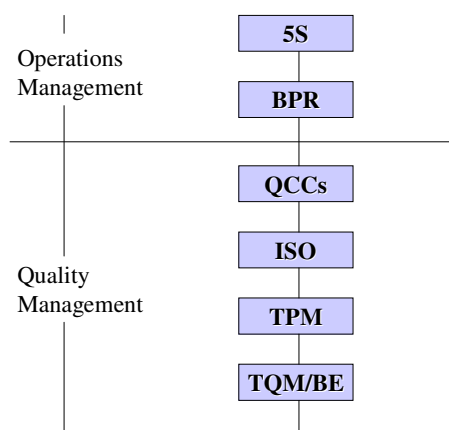 5S
Operations
Management
BPR
QCCs
ISO
Quality
Management
TPM
TQM/BE